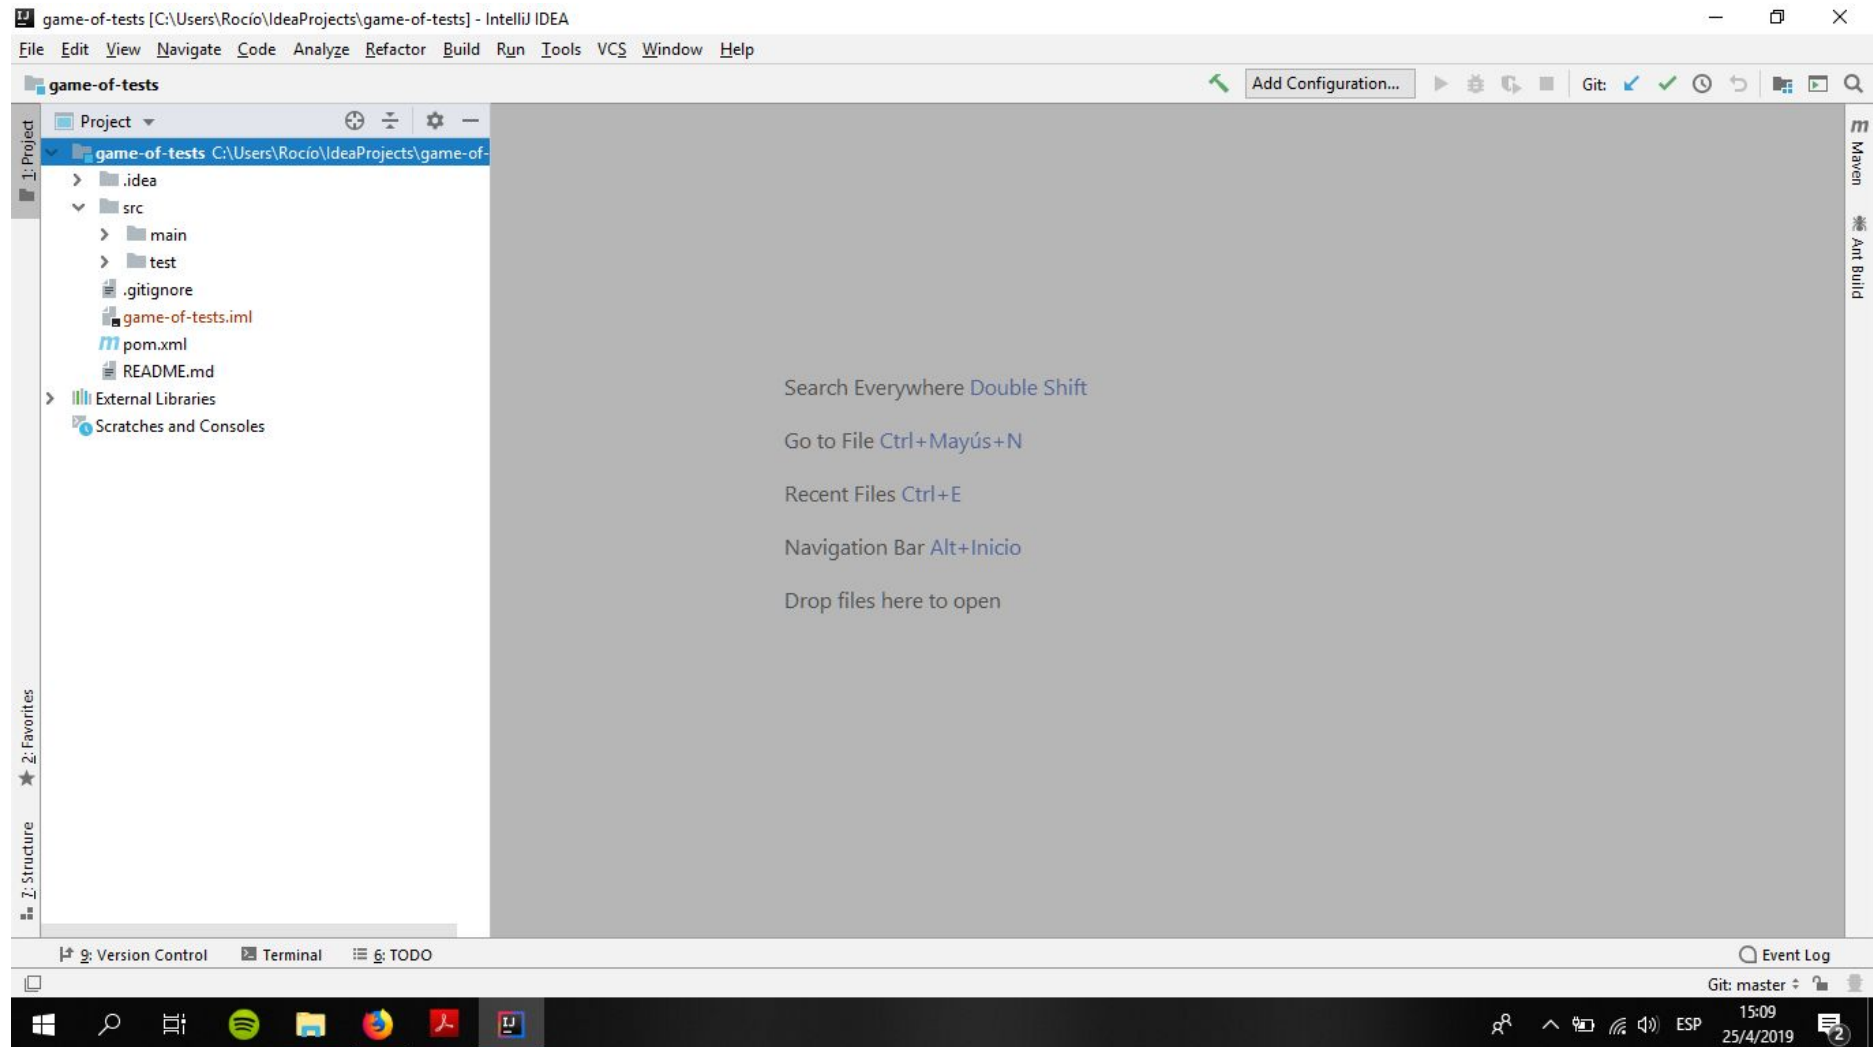 game-of-tests [C:\Users\Rocío\IdeaProjects\game-of-tests] - IntelliJ IDEA
File Edit View Navigate Code Analyze Refactor Build Run Tools VCS Window Help
game-of-tests
Add Configuration...
Git:
1: Project
Project
game-of-tests C:\Users\Rocío\IdeaProjects\game-of-
.idea
src
main
test
.gitignore
game-of-tests.iml
pom.xml
README.md
External Libraries
Scratches and Consoles
Search Everywhere Double Shift
Go to File Ctrl+Mayús+N
Recent Files Ctrl+E
Navigation Bar Alt+Inicio
Drop files here to open
m Maven
Ant Build
2: Favorites
7: Structure
9: Version Control Terminal 6: TODO
Event Log
Git: master
ESP
15:09
25/4/2019
2